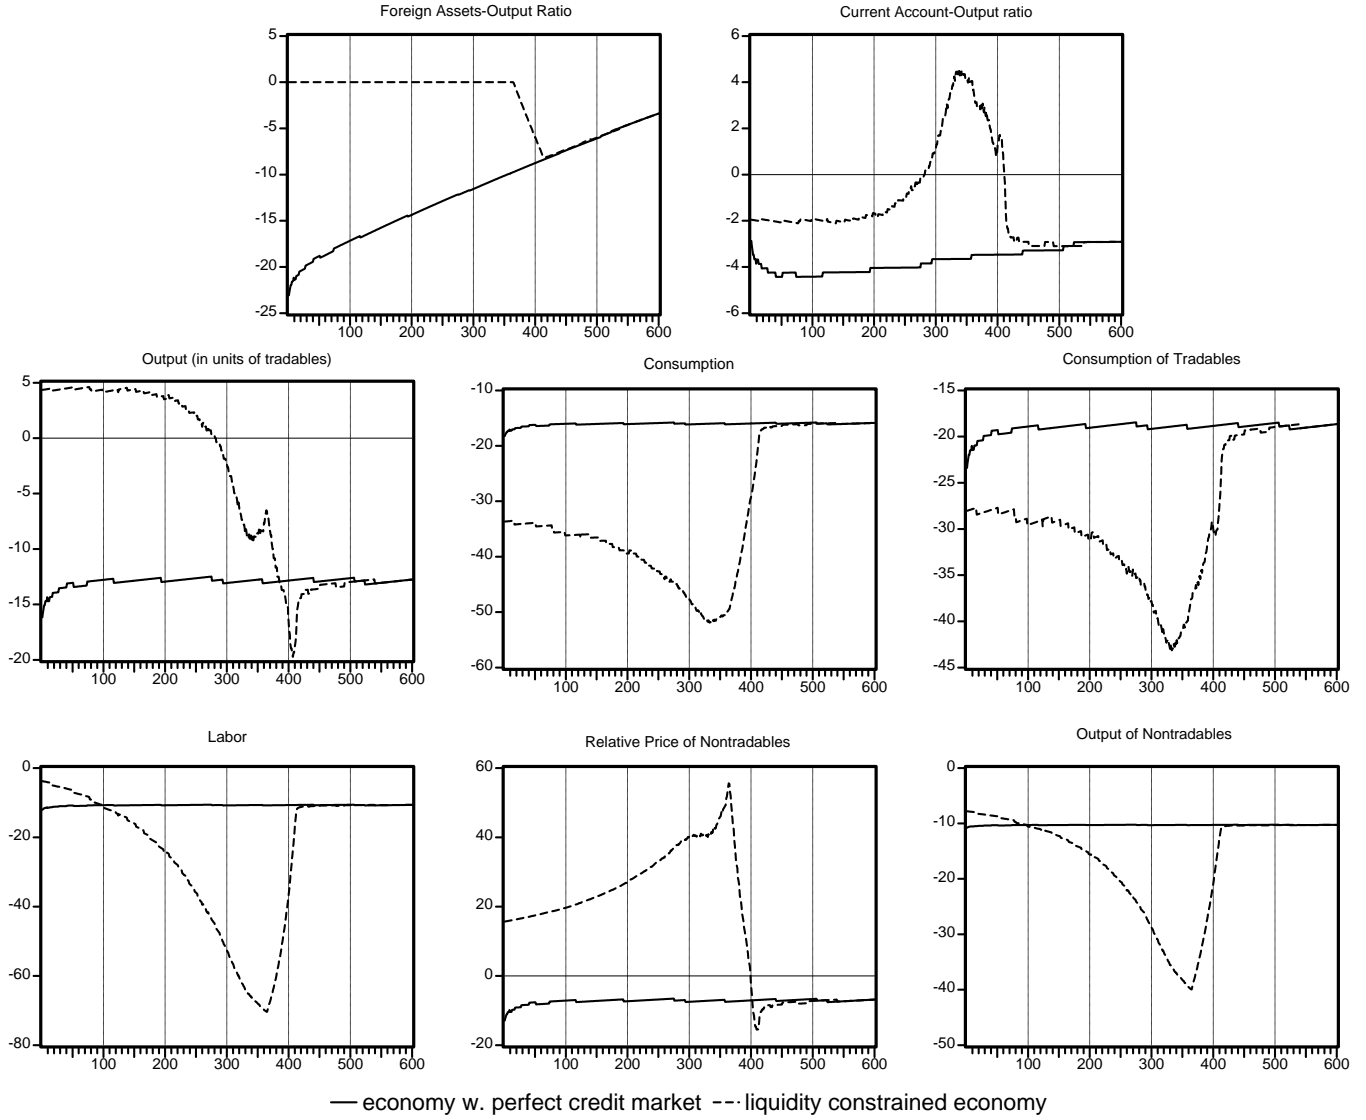 Foreign Assets-Output Ratio
5
0
-5
-10
-15
-20
-25
100 200 300 400 500 600
Current Account-Output ratio
6
4
2
0
-2
-4
-6
100 200 300 400 500 600
Output (in units of tradables)
5
0
-5
-10
-15
-20
100 200 300 400 500 600
Consumption
-10
-20
-30
-40
-50
-60
100 200 300 400 500 600
Consumption of Tradables
-15
-20
-25
-30
-35
-40
-45
100 200 300 400 500 600
Labor
0
-20
-40
-60
-80
100 200 300 400 500 600
Relative Price of Nontradables
60
40
20
0
-20
100 200 300 400 500 600
Output of Nontradables
0
-10
-20
-30
-40
-50
100 200 300 400 500 600
economy w. perfect credit market liquidity constrained economy